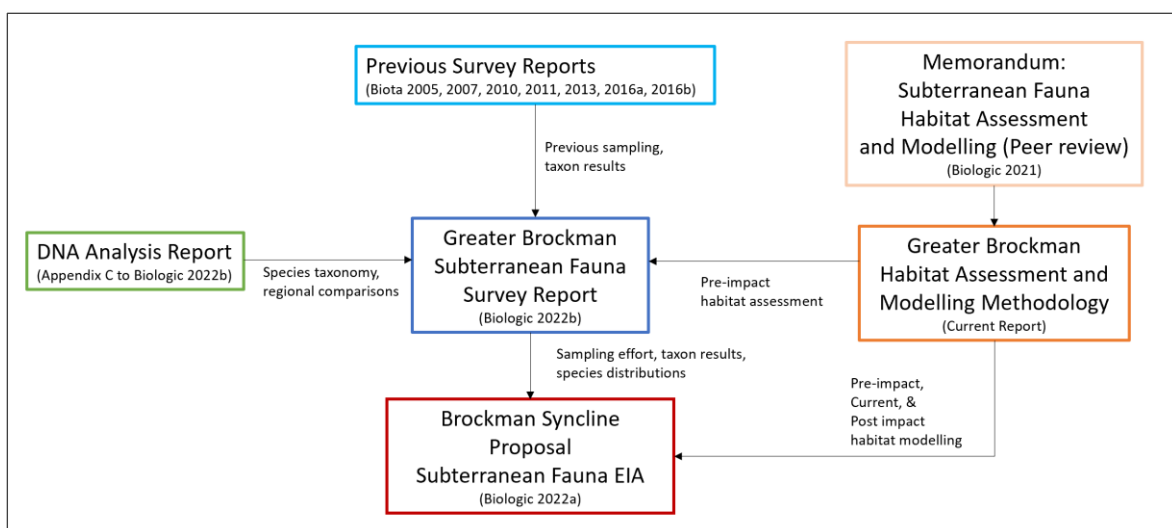 Previous Survey Reports
(Biota 2005, 2007, 2010, 2011, 2013, 2016a, 2016b)
Memorandum:
Subterranean Fauna
Habitat Assessment
and Modelling (Peer review)
(Biologic 2021)
Previous sampling,
taxon results
DNA Analysis Report
(Appendix C to Biologic 2022b)
Species taxonomy,
regional comparisons
Greater Brockman
Subterranean Fauna
Survey Report
(Biologic 2022b)
Pre-impact
habitat assessment
Greater Brockman
Habitat Assessment and
Modelling Methodology
(Current Report)
Sampling effort, taxon results,
species distributions
Pre-impact,
Current, &
Post impact
habitat modelling
Brockman Syncline
Proposal
Subterranean Fauna EIA
(Biologic 2022a)